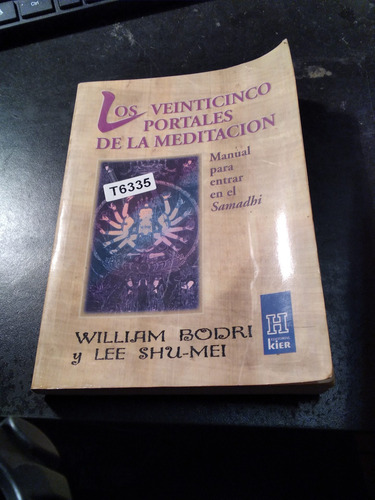 LOS VEINTICINCO
PORTALES
DE LA MEDITACION
Manual
para
entrar
en el
Samadhi
T6335
WILLIAM BODRI
y LEE SHU-MEI
H
kIER